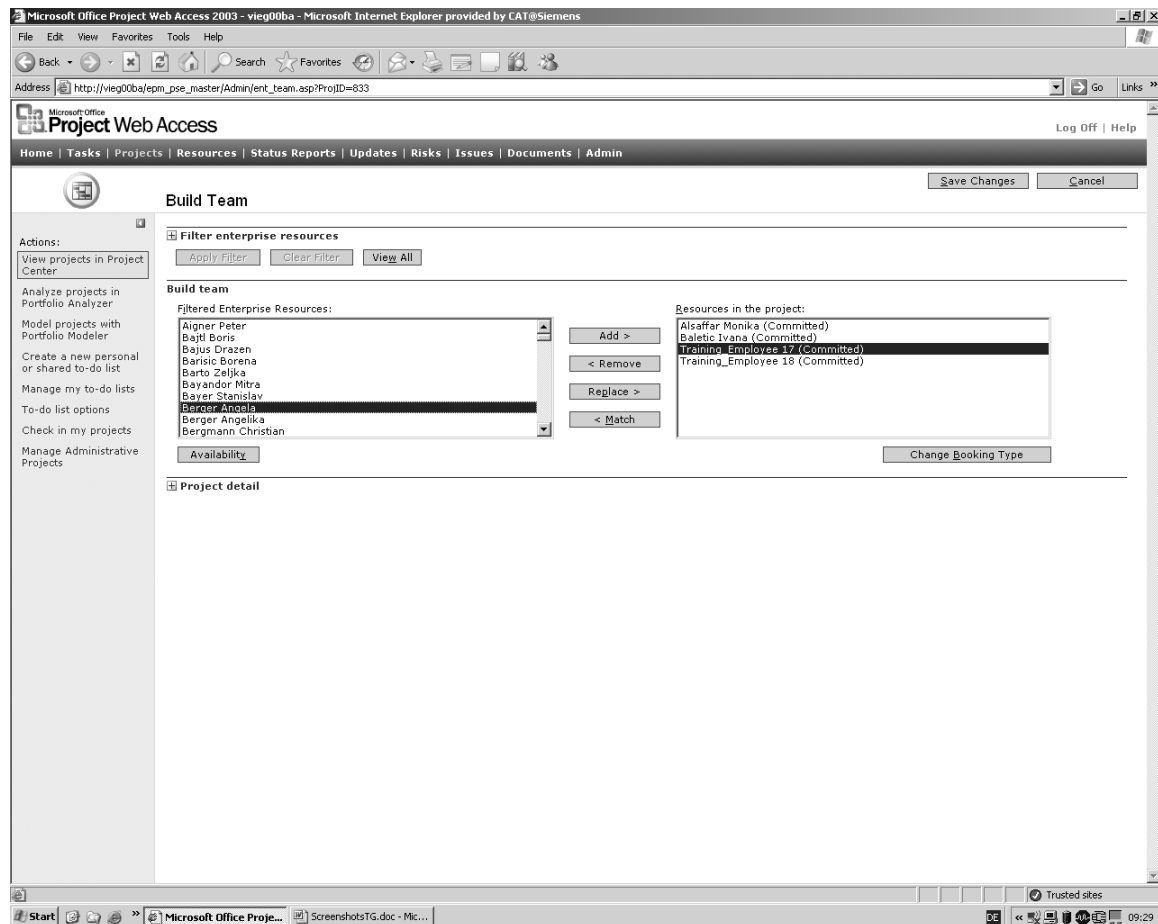 Microsoft Office Project Web Access 2003 - vieg00ba - Microsoft Internet Explorer provided by CAT@Siemens
File Edit View Favorites Tools Help
Back Search Favorites
Address http://vieg00ba/epm_pse_master/Admin/ent_team.asp?ProjID=833 Go Links »
Microsoft Office
Project Web Access
Log Off | Help
Home | Tasks | Projects | Resources | Status Reports | Updates | Risks | Issues | Documents | Admin
Save Changes Cancel
Build Team
Actions:
View projects in Project
Center
Analyze projects in
Portfolio Analyzer
Model projects with
Portfolio Modeler
Create a new personal
or shared to-do list
Manage my to-do lists
To-do list options
Check in my projects
Manage Administrative
Projects
Filter enterprise resources
Apply Filter Clear Filter View All
Build team
Filtered Enterprise Resources:
Aigner Peter
Bajtl Boris
Bajus Drazen
Barisic Borena
Barto Zeljka
Bayandor Mitra
Bayer Stanislav
Berger Angela
Berger Angelika
Bergmann Christian
Availability
Add >
< Remove
Replace >
< Match
Resources in the project:
Alsaffar Monika (Committed)
Baletic Ivana (Committed)
Training_Employee 17 (Committed)
Training_Employee 18 (Committed)
Change Booking Type
Project detail
Trusted sites
Start » Microsoft Office Proje... ScreenshotsTG.doc - Mic... DE « 09:29